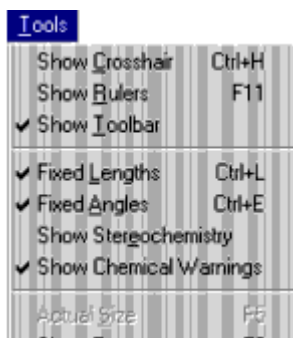 Tools
Show Crosshair Ctrl+H
Show Rulers F11
Show Toolbar
Fixed Lengths Ctrl+L
Fixed Angles Ctrl+E
Show Stereochemistry
Show Chemical Warnings
Actual Size F5